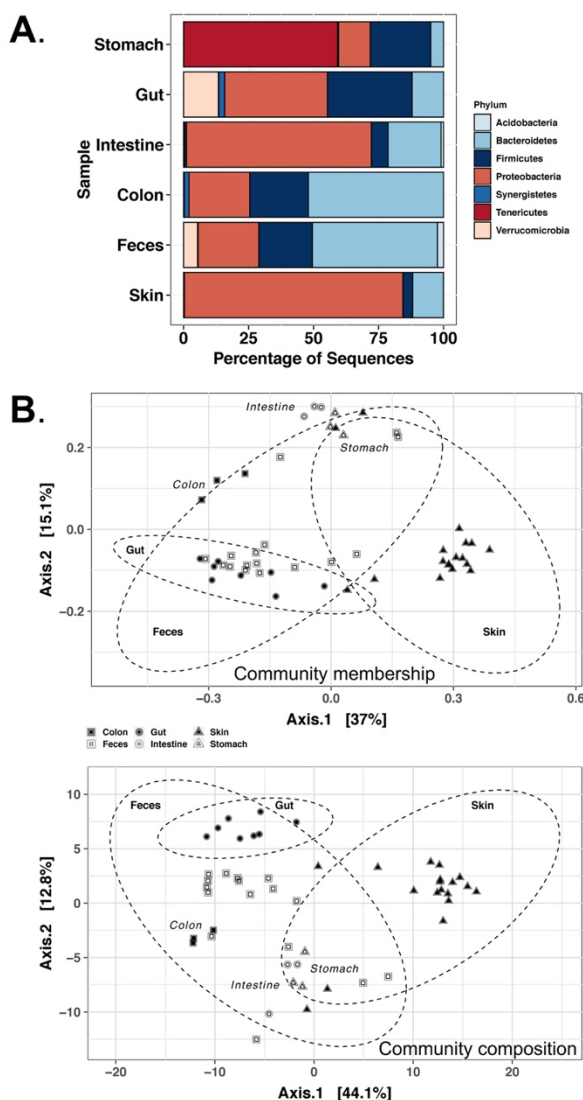 A.
Stomach
Gut
Intestine
Colon
Feces
Skin
Sample
0 25 50 75 100
Percentage of Sequences
Phylum
Acidobacteria
Bacteroidetes
Firmicutes
Proteobacteria
Synergistetes
Tenericutes
Verrucomicrobia
B.
Intestine
Stomach
Colon
Gut
Feces
Skin
Community membership
0.2
0.0
−0.2
Axis.2 [15.1%]
−0.3 0.0 0.3 0.6
Axis.1 [37%]
Colon Gut Skin
Feces Intestine Stomach
Feces
Gut
Skin
Colon
Stomach
Intestine
Community composition
10
5
0
−5
−10
Axis.2 [12.8%]
−20 −10 0 10 20
Axis.1 [44.1%]